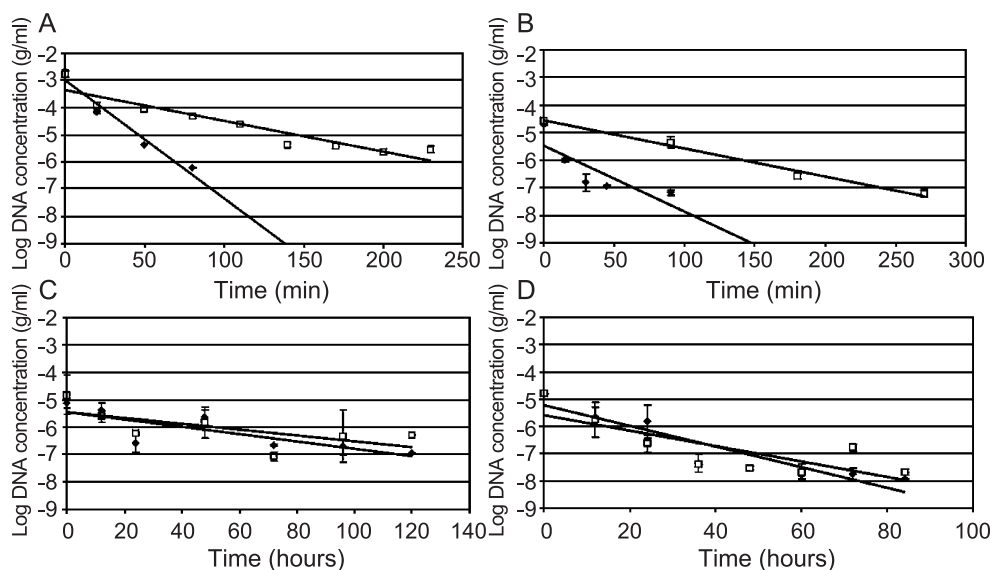 A
Log DNA concentration (g/ml)
−2
−3
−4
−5
−6
−7
−8
−9
0 50 100 150 200 250
Time (min)
B
Log DNA concentration (g/ml)
−2
−3
−4
−5
−6
−7
−8
−9
0 50 100 150 200 250 300
Time (min)
C
Log DNA concentration (g/ml)
−2
−3
−4
−5
−6
−7
−8
−9
0 20 40 60 80 100 120 140
Time (hours)
D
Log DNA concentration (g/ml)
−2
−3
−4
−5
−6
−7
−8
−9
0 20 40 60 80 100
Time (hours)